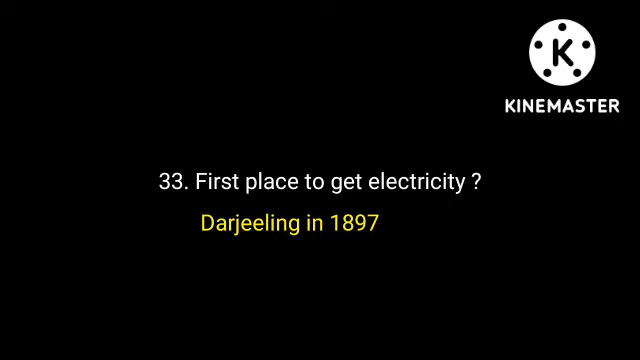 KINEMASTER
33. First place to get electricity ?
Darjeeling in 1897